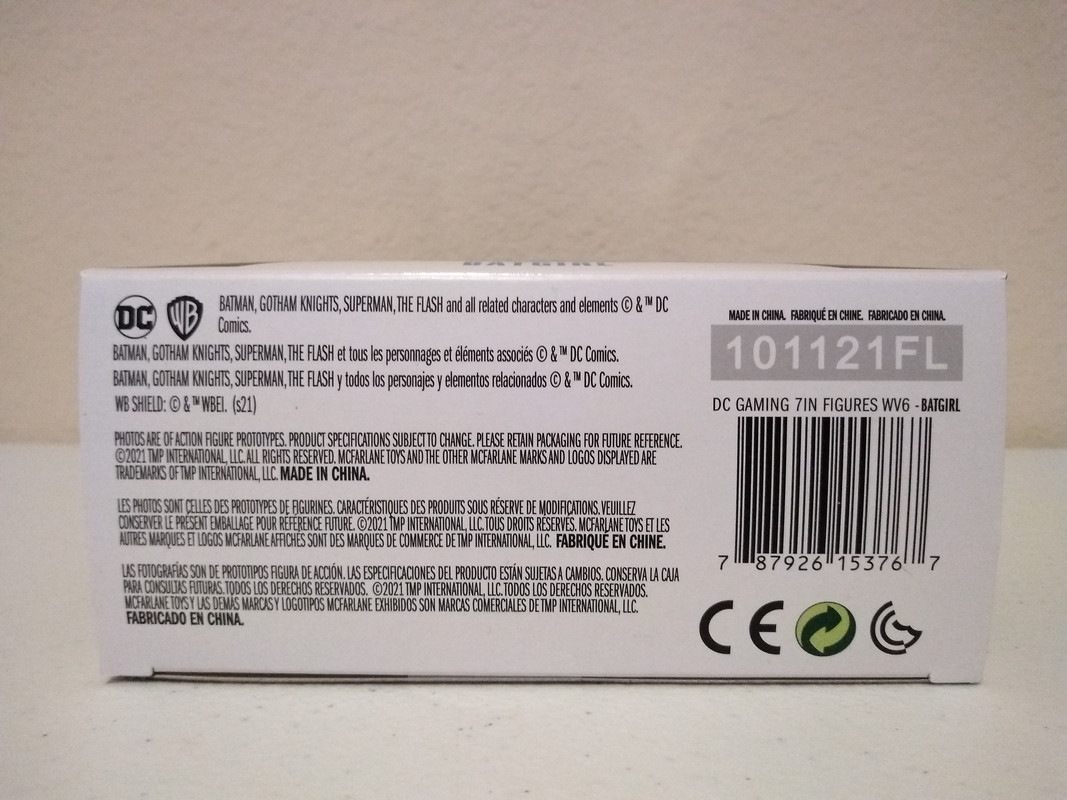 BATGIRL
DC
WB
BATMAN, GOTHAM KNIGHTS, SUPERMAN, THE FLASH and all related characters and elements © & ™ DC
Comics.
BATMAN, GOTHAM KNIGHTS, SUPERMAN, THE FLASH et tous les personnages et éléments associés © & ™ DC Comics.
BATMAN, GOTHAM KNIGHTS, SUPERMAN, THE FLASH y todos los personajes y elementos relacionados © & ™ DC Comics.
WB SHIELD: © & ™ WBEI. (s21)
PHOTOS ARE OF ACTION FIGURE PROTOTYPES. PRODUCT SPECIFICATIONS SUBJECT TO CHANGE. PLEASE RETAIN PACKAGING FOR FUTURE REFERENCE.
©2021 TMP INTERNATIONAL, LLC. ALL RIGHTS RESERVED. MCFARLANE TOYS AND THE OTHER MCFARLANE MARKS AND LOGOS DISPLAYED ARE
TRADEMARKS OF TMP INTERNATIONAL, LLC. MADE IN CHINA.
LES PHOTOS SONT CELLES DES PROTOTYPES DE FIGURINES. CARACTÉRISTIQUES DES PRODUITS SOUS RÉSERVE DE MODIFICATIONS. VEUILLEZ
CONSERVER LE PRÉSENT EMBALLAGE POUR RÉFÉRENCE FUTURE. ©2021 TMP INTERNATIONAL, LLC. TOUS DROITS RÉSERVÉS. MCFARLANE TOYS ET LES
AUTRES MARQUES ET LOGOS MCFARLANE AFFICHÉS SONT DES MARQUES DE COMMERCE DE TMP INTERNATIONAL, LLC. FABRIQUÉ EN CHINE.
LAS FOTOGRAFÍAS SON DE PROTOTIPOS FIGURA DE ACCIÓN. LAS ESPECIFICACIONES DEL PRODUCTO ESTÁN SUJETAS A CAMBIOS. CONSERVA LA CAJA
PARA CONSULTAS FUTURAS. TODOS LOS DERECHOS RESERVADOS. ©2021 TMP INTERNATIONAL, LLC. TODOS LOS DERECHOS RESERVADOS.
MCFARLANE TOYS Y LAS DEMÁS MARCAS Y LOGOTIPOS MCFARLANE EXHIBIDOS SON MARCAS COMERCIALES DE TMP INTERNATIONAL, LLC.
FABRICADO EN CHINA.
MADE IN CHINA. FABRIQUÉ EN CHINE. FABRICADO EN CHINA.
101121FL
DC GAMING 7IN FIGURES WV6 - BATGIRL
7 87926 15376 7
CE